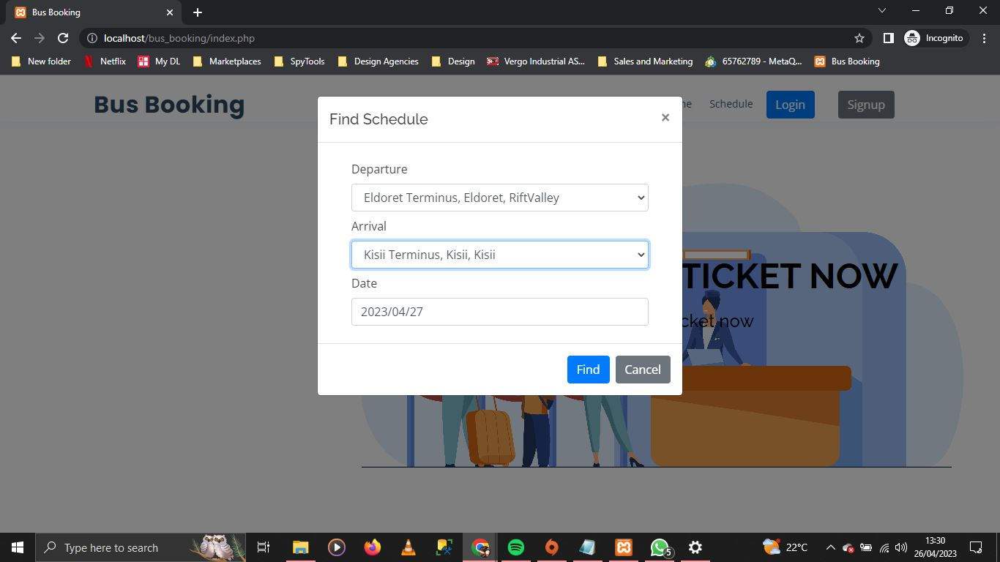 Bus Booking
localhost/bus_booking/index.php
Incognito
New folder
Netflix
My DL
Marketplaces
SpyTools
Design Agencies
Design
Vergo Industrial AS...
Sales and Marketing
65762789 - MetaQ...
Bus Booking
Bus Booking
me
Schedule
Login
Signup
Find Schedule
×
Departure
Eldoret Terminus, Eldoret, RiftValley
Arrival
Kisii Terminus, Kisii, Kisii
Date
2023/04/27
Find
Cancel
TICKET NOW
cket now
Type here to search
5
22°C
13:30
26/04/2023